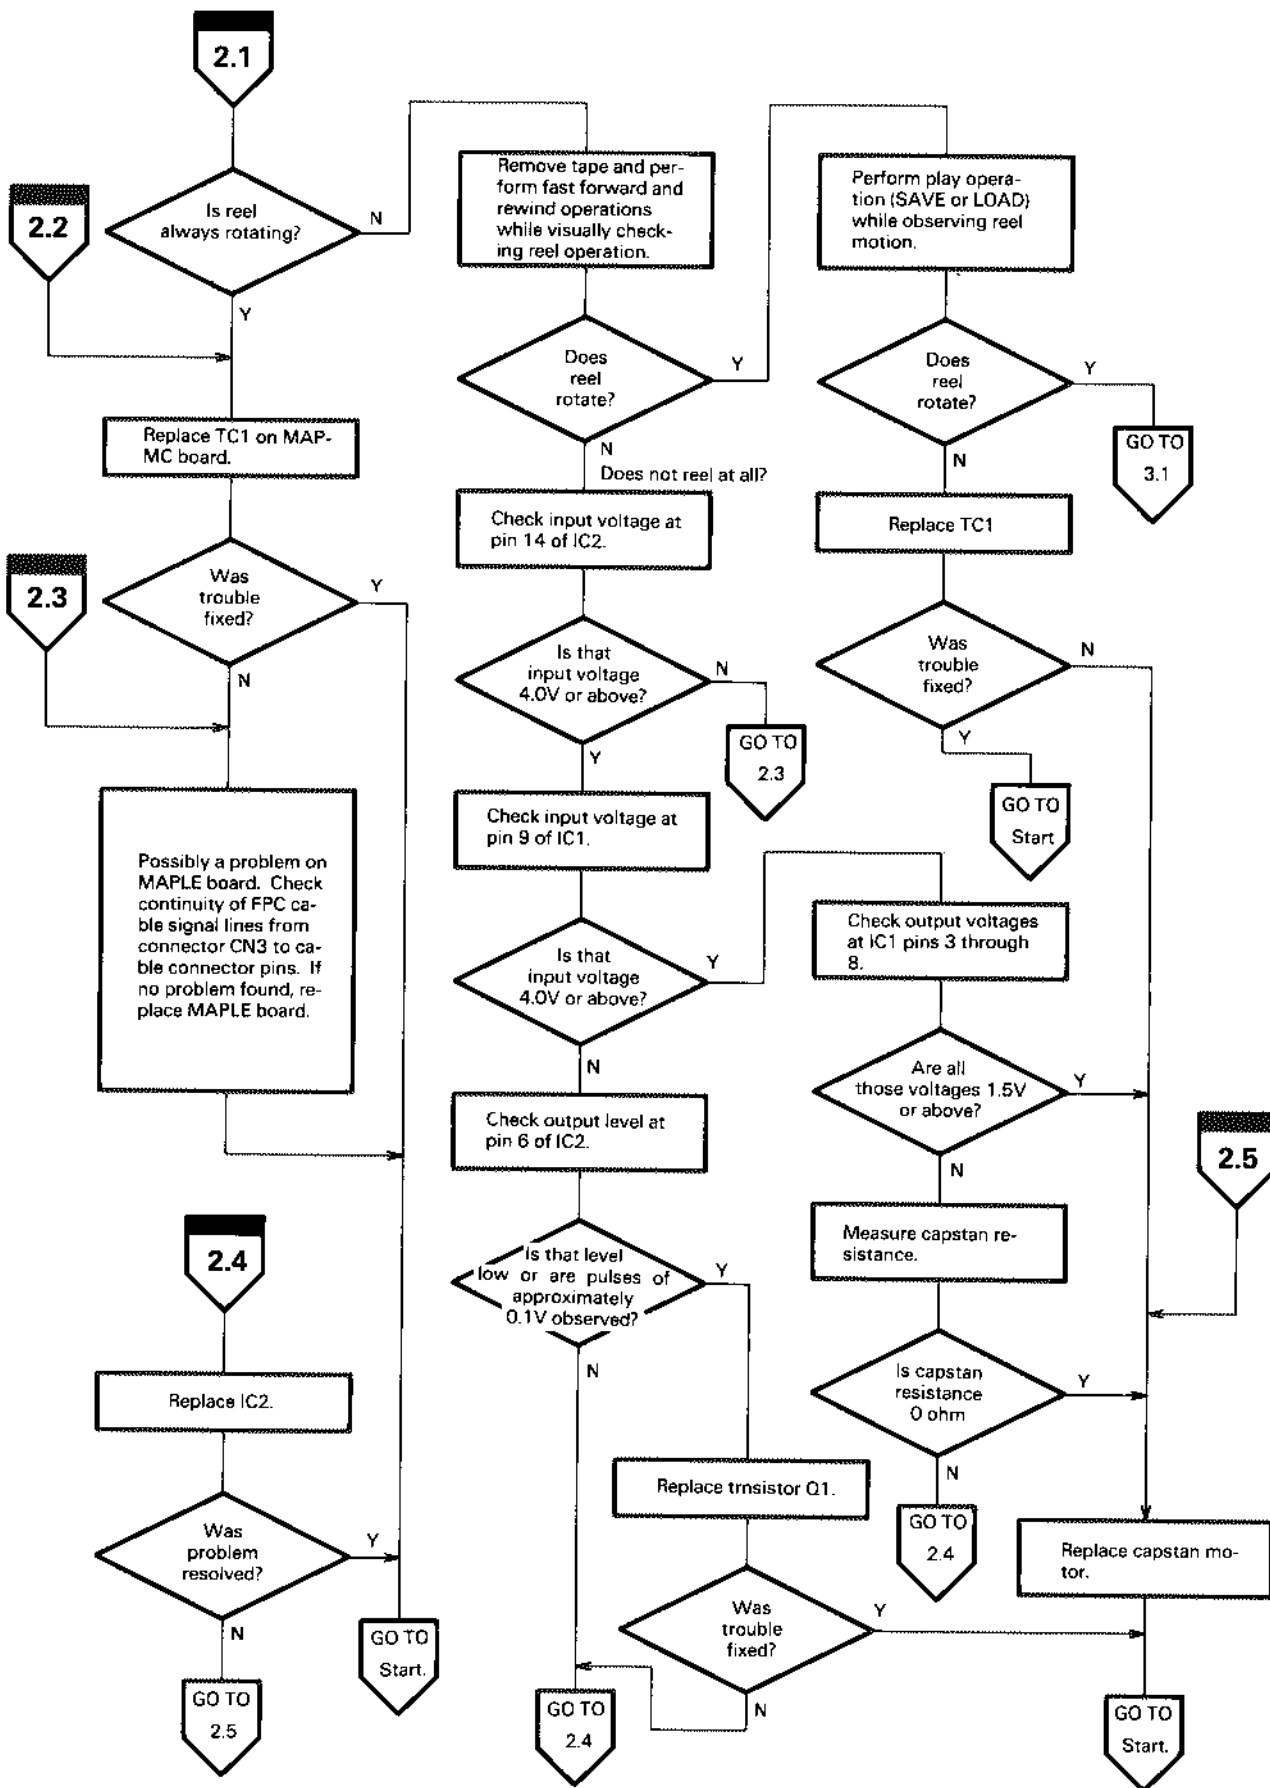 2.1
Is reel
always rotating?
N
Y
2.2
Replace TC1 on MAP-
MC board.
Was
trouble
fixed?
Y
N
2.3
Possibly a problem on
MAPLE board. Check
continuity of FPC ca-
ble signal lines from
connector CN3 to ca-
ble connector pins. If
no problem found, re-
place MAPLE board.
2.4
Replace IC2.
Was
problem
resolved?
Y
N
GO TO
2.5
GO TO
Start.
Remove tape and per-
form fast forward and
rewind operations
while visually check-
ing reel operation.
Does
reel
rotate?
Y
N
Does not reel at all?
Check input voltage at
pin 14 of IC2.
Is that
input voltage
4.0V or above?
N
Y
GO TO
2.3
Check input voltage at
pin 9 of IC1.
Is that
input voltage
4.0V or above?
Y
N
Check output level at
pin 6 of IC2.
Is that level
low or are pulses of
approximately
0.1V observed?
Y
N
Replace trnsistor Q1.
Was
trouble
fixed?
Y
N
GO TO
2.4
Perform play opera-
tion (SAVE or LOAD)
while observing reel
motion.
Does
reel
rotate?
Y
N
GO TO
3.1
Replace TC1
Was
trouble
fixed?
N
Y
GO TO
Start
Check output voltages
at IC1 pins 3 through
8.
Are all
those voltages 1.5V
or above?
Y
N
2.5
Measure capstan re-
sistance.
Is capstan
resistance
0 ohm
Y
N
GO TO
2.4
Replace capstan mo-
tor.
GO TO
Start.